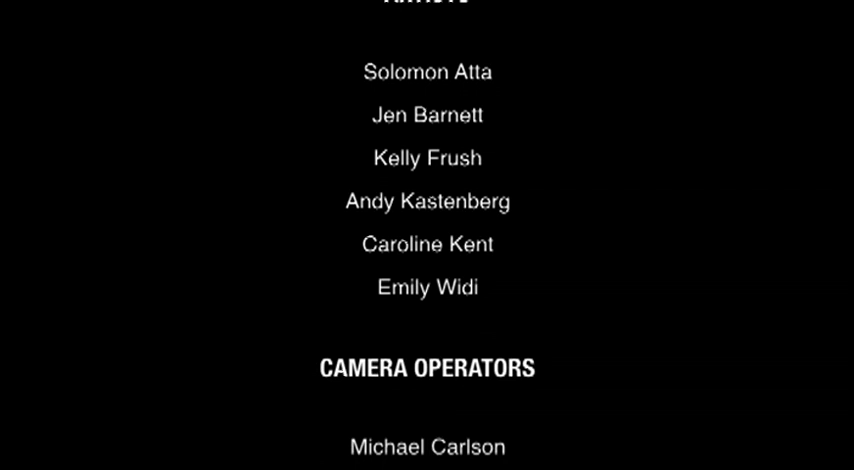 Solomon Atta
Jen Barnett
Kelly Frush
Andy Kastenberg
Caroline Kent
Emily Widi
CAMERA OPERATORS
Michael Carlson